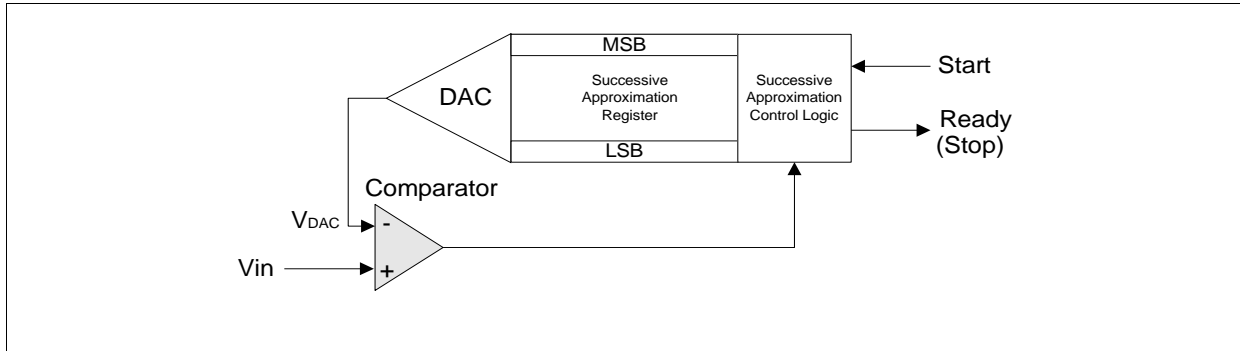 MSB
DAC
Successive
Approximation
Register
LSB
Successive
Approximation
Control Logic
Start
Ready
(Stop)
Comparator
VDAC
-
Vin
+